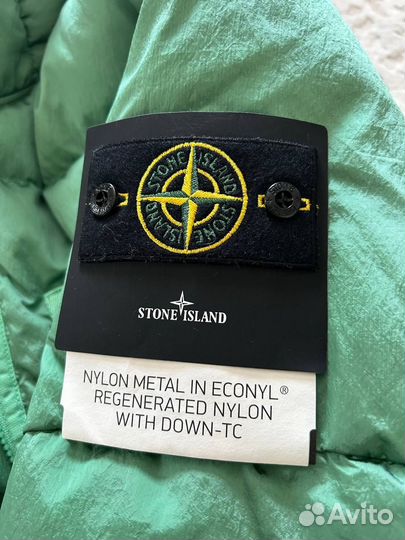 STONE ISLAND
STONE ISLAND
STONE ISLAND
NYLON METAL IN ECONYL®
REGENERATED NYLON
WITH DOWN-TC
Avito